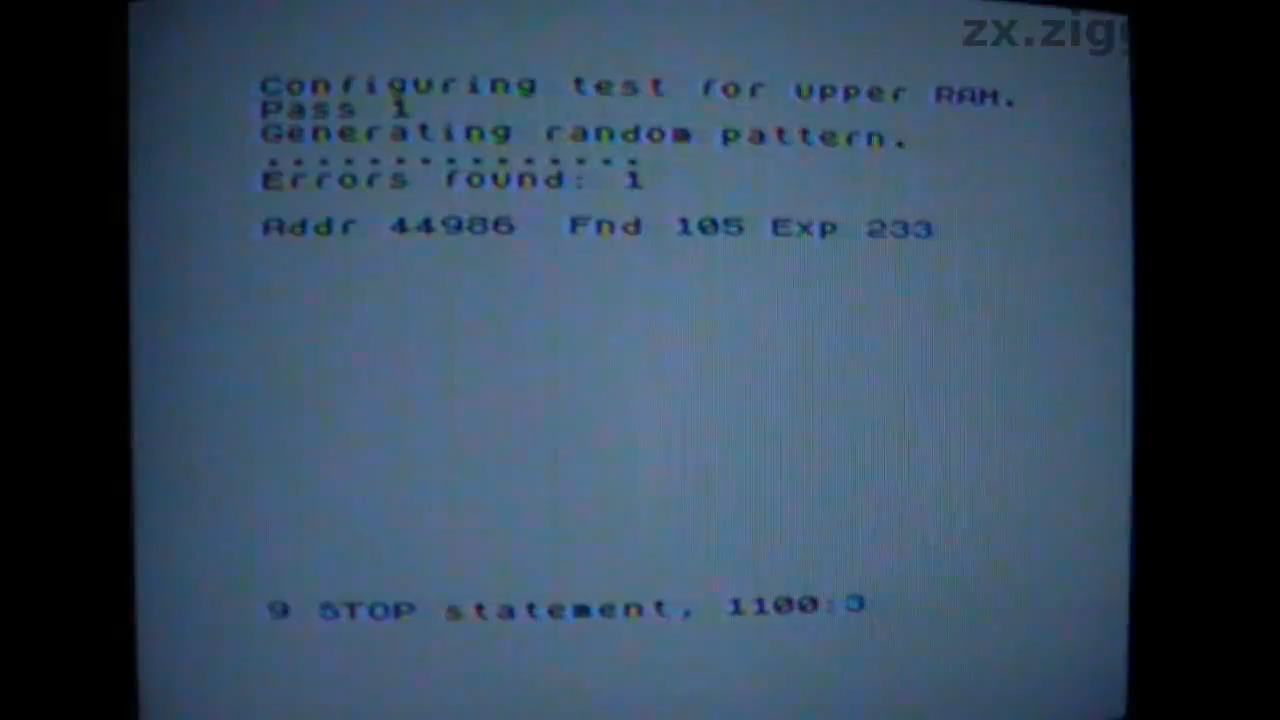 zx.zig
Configuring test for upper RAM.
Pass 1
Generating random pattern.
...............
Errors found: 1
Addr 44986 Fnd 105 Exp 233
9 STOP statement, 1100:3